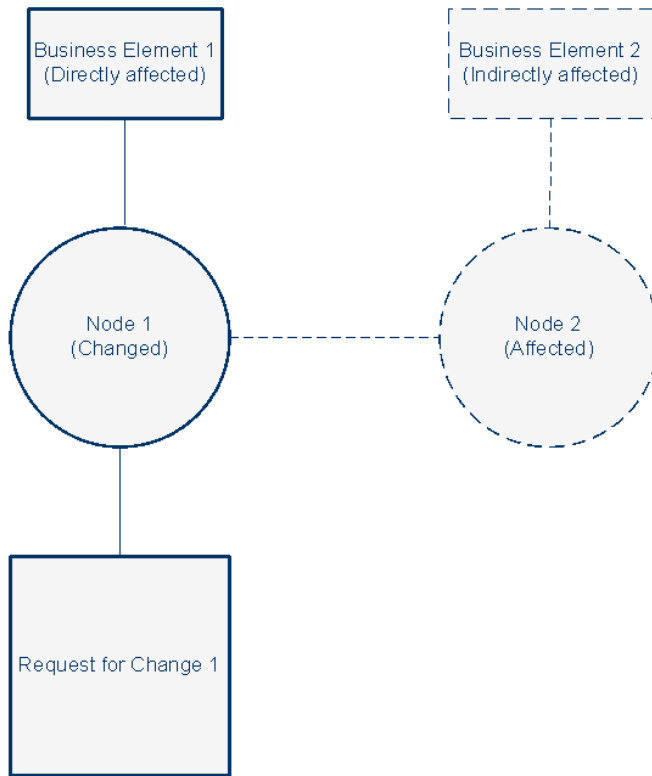 Business Element 1
(Directly affected)
Business Element 2
(Indirectly affected)
Node 1
(Changed)
Node 2
(Affected)
Request for Change 1